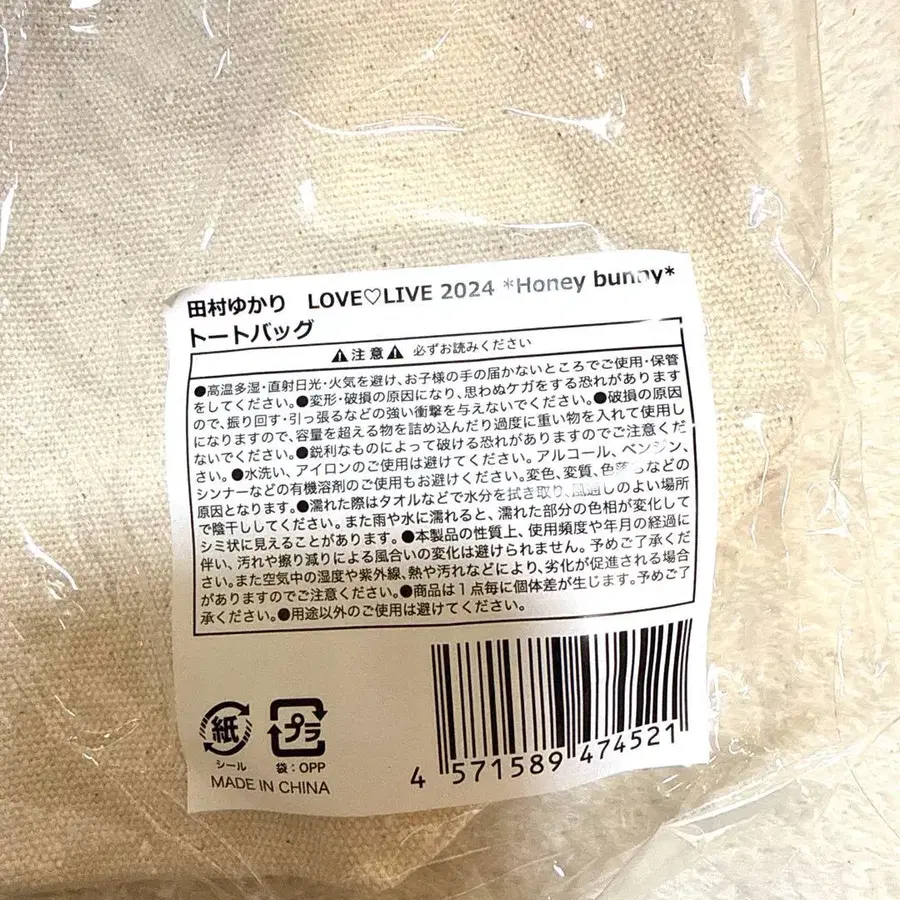 田村ゆかり LOVE♡LIVE 2024 *Honey bunny*
トートバッグ
⚠注意⚠ 必ずお読みください
●高温多湿・直射日光・火気を避け、お子様の手の届かないところでご使用・保管
をしてください。●変形・破損の原因になり、思わぬケガをする恐れがあります
ので、振り回す・引っ張るなどの強い衝撃を与えないでください。●破損の原因
になりますので、容量を超える物を詰め込んだり過度に重い物を入れて使用し
ないでください。●鋭利なものによって破ける恐れがありますのでご注意くださ
い。●水洗い、アイロンのご使用は避けてください。アルコール、ベンジン、
シンナーなどの有機溶剤のご使用もお避けください。変色、変質、色落ちなどの
原因となります。●濡れた際はタオルなどで水分を拭き取り、風通しのよい場所
で陰干ししてください。また雨や水に濡れると、濡れた部分の色相が変化して
シミ状に見えることがあります。●本製品の性質上、使用頻度や年月の経過に
伴い、汚れや擦り減りによる風合いの変化は避けられません。予めご了承くだ
さい。また空気中の湿度や紫外線、熱や汚れなどにより、劣化が促進される場合
がありますのでご注意ください。●商品は1点毎に個体差が生じます。予めご了
承ください。●用途以外のご使用は避けてください。
紙 プラ
シール 袋:OPP
MADE IN CHINA
4 571589 474521